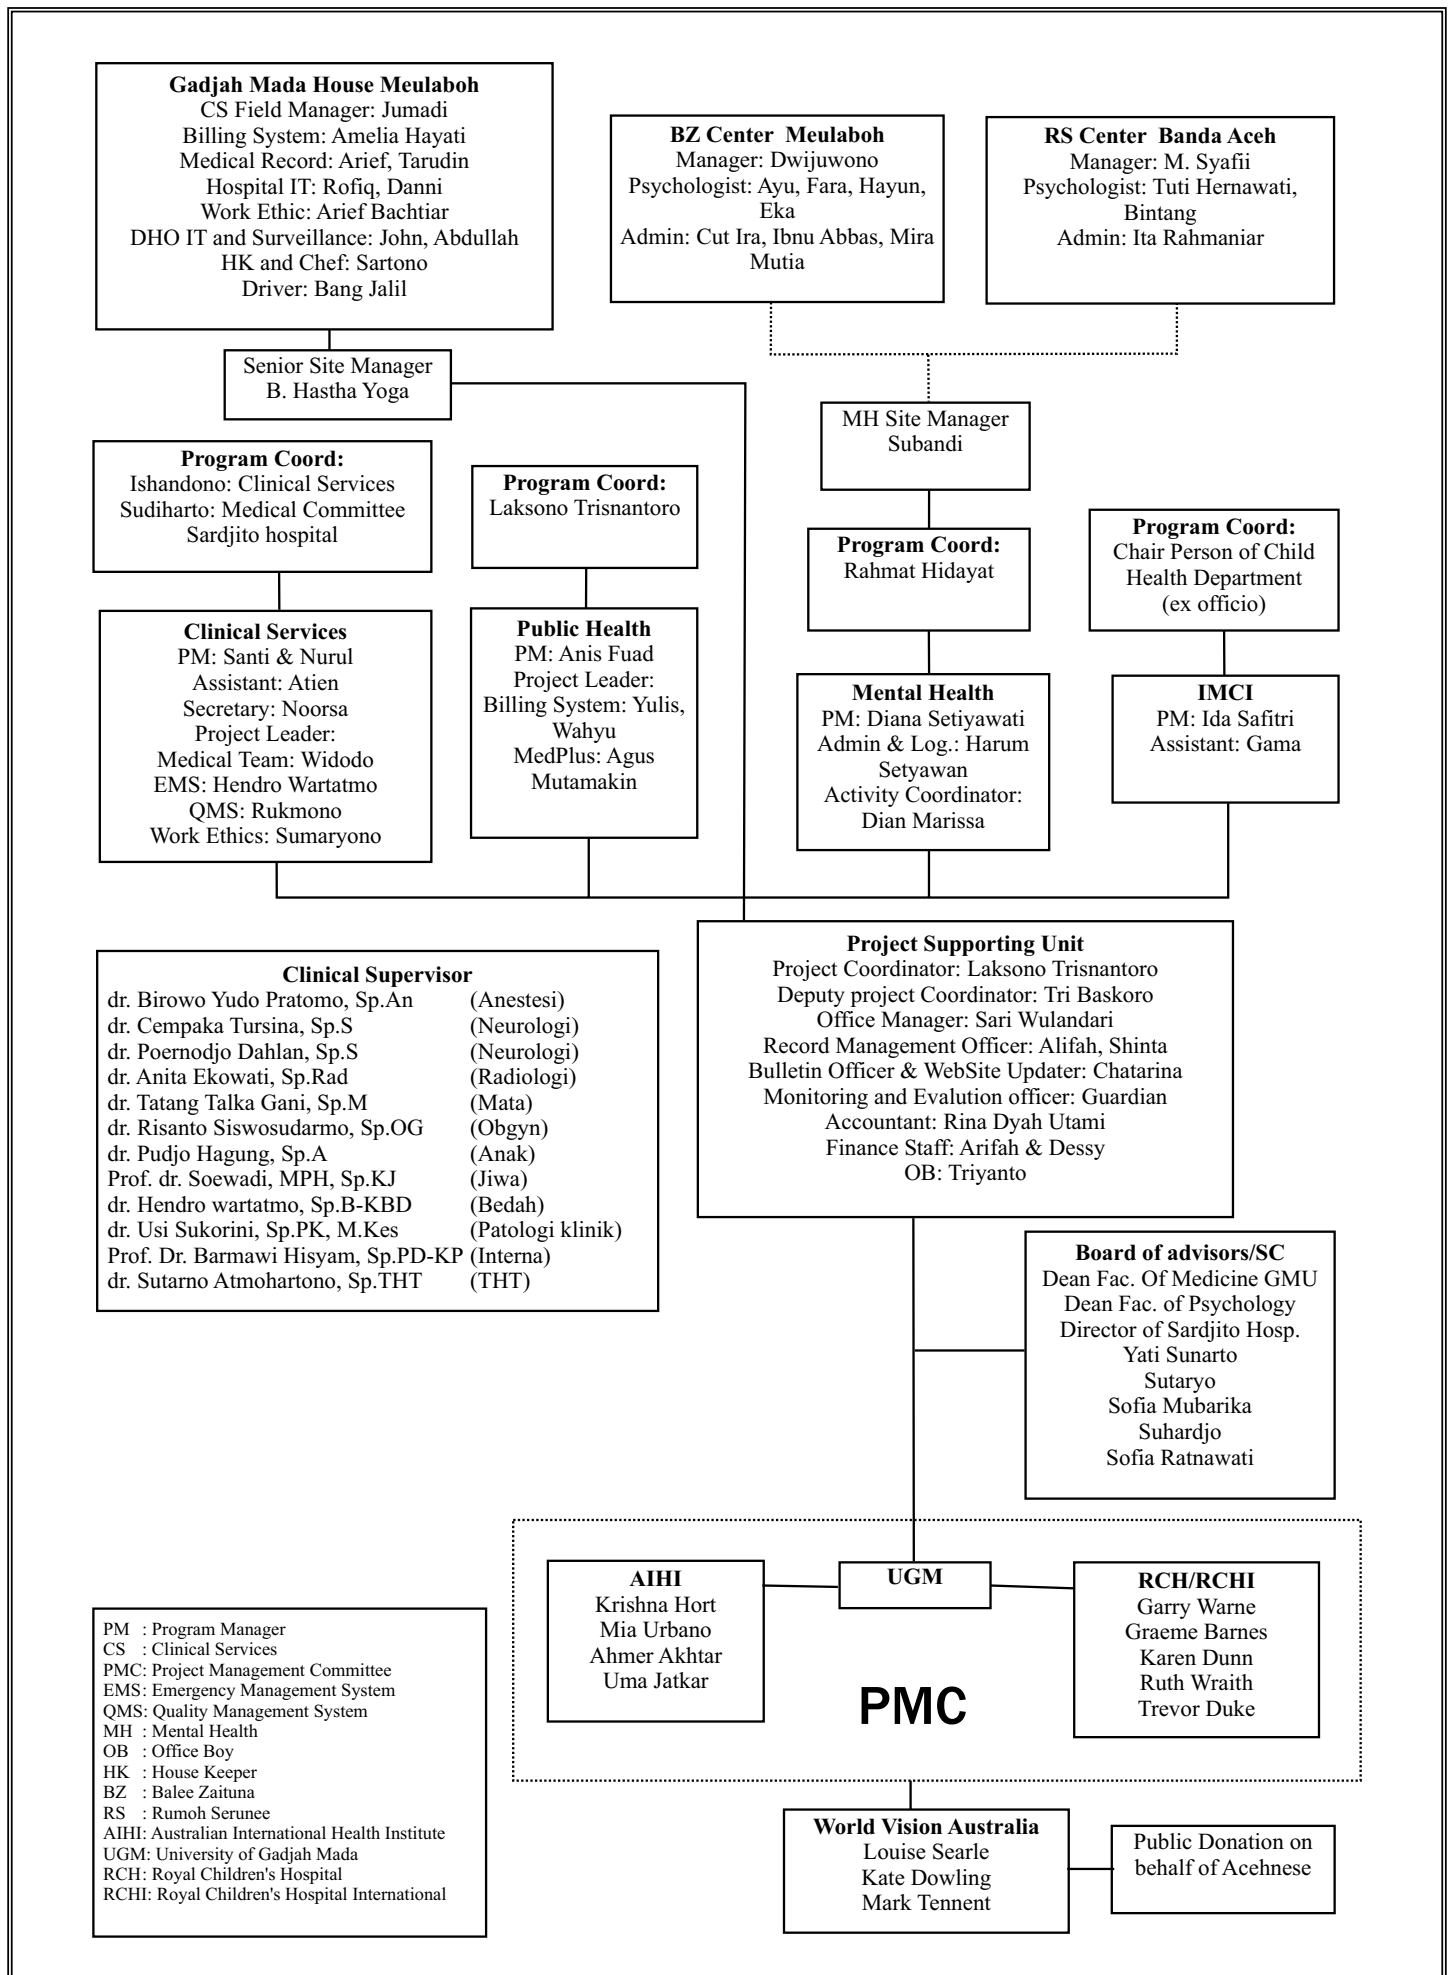 Gadjah Mada House Meulaboh
CS Field Manager: Jumadi
Billing System: Amelia Hayati
Medical Record: Arief, Tarudin
Hospital IT: Rofiq, Danni
Work Ethic: Arief Bachtiar
DHO IT and Surveillance: John, Abdullah
HK and Chef: Sartono
Driver: Bang Jalil
BZ Center Meulaboh
Manager: Dwijuwono
Psychologist: Ayu, Fara, Hayun,
Eka
Admin: Cut Ira, Ibnu Abbas, Mira
Mutia
RS Center Banda Aceh
Manager: M. Syafii
Psychologist: Tuti Hernawati,
Bintang
Admin: Ita Rahmaniar
Senior Site Manager
B. Hastha Yoga
MH Site Manager
Subandi
Program Coord:
Ishandono: Clinical Services
Sudiharto: Medical Committee
Sardjito hospital
Program Coord:
Laksono Trisnantoro
Program Coord:
Rahmat Hidayat
Program Coord:
Chair Person of Child
Health Department
(ex officio)
Clinical Services
PM: Santi & Nurul
Assistant: Atien
Secretary: Noorsa
Project Leader:
Medical Team: Widodo
EMS: Hendro Wartatmo
QMS: Rukmono
Work Ethics: Sumaryono
Public Health
PM: Anis Fuad
Project Leader:
Billing System: Yulis,
Wahyu
MedPlus: Agus
Mutamakin
Mental Health
PM: Diana Setiyawati
Admin & Log.: Harum
Setyawan
Activity Coordinator:
Dian Marissa
IMCI
PM: Ida Safitri
Assistant: Gama
Clinical Supervisor
dr. Birowo Yudo Pratomo, Sp.An (Anestesi)
dr. Cempaka Tursina, Sp.S (Neurologi)
dr. Poernodjo Dahlan, Sp.S (Neurologi)
dr. Anita Ekowati, Sp.Rad (Radiologi)
dr. Tatang Talka Gani, Sp.M (Mata)
dr. Risanto Siswosudarmo, Sp.OG (Obgyn)
dr. Pudjo Hagung, Sp.A (Anak)
Prof. dr. Soewadi, MPH, Sp.KJ (Jiwa)
dr. Hendro wartatmo, Sp.B-KBD (Bedah)
dr. Usi Sukorini, Sp.PK, M.Kes (Patologi klinik)
Prof. Dr. Barmawi Hisyam, Sp.PD-KP (Interna)
dr. Sutarno Atmohartono, Sp.THT (THT)
Project Supporting Unit
Project Coordinator: Laksono Trisnantoro
Deputy project Coordinator: Tri Baskoro
Office Manager: Sari Wulandari
Record Management Officer: Alifah, Shinta
Bulletin Officer & WebSite Updater: Chatarina
Monitoring and Evalution officer: Guardian
Accountant: Rina Dyah Utami
Finance Staff: Arifah & Dessy
OB: Triyanto
Board of advisors/SC
Dean Fac. Of Medicine GMU
Dean Fac. of Psychology
Director of Sardjito Hosp.
Yati Sunarto
Sutaryo
Sofia Mubarika
Suhardjo
Sofia Ratnawati
AIHI
Krishna Hort
Mia Urbano
Ahmer Akhtar
Uma Jatkar
UGM
RCH/RCHI
Garry Warne
Graeme Barnes
Karen Dunn
Ruth Wraith
Trevor Duke
PMC
PM : Program Manager
CS : Clinical Services
PMC: Project Management Committee
EMS: Emergency Management System
QMS: Quality Management System
MH : Mental Health
OB : Office Boy
HK : House Keeper
BZ : Balee Zaituna
RS : Rumoh Serunee
AIHI: Australian International Health Institute
UGM: University of Gadjah Mada
RCH: Royal Children's Hospital
RCHI: Royal Children's Hospital International
World Vision Australia
Louise Searle
Kate Dowling
Mark Tennent
Public Donation on
behalf of Acehnese